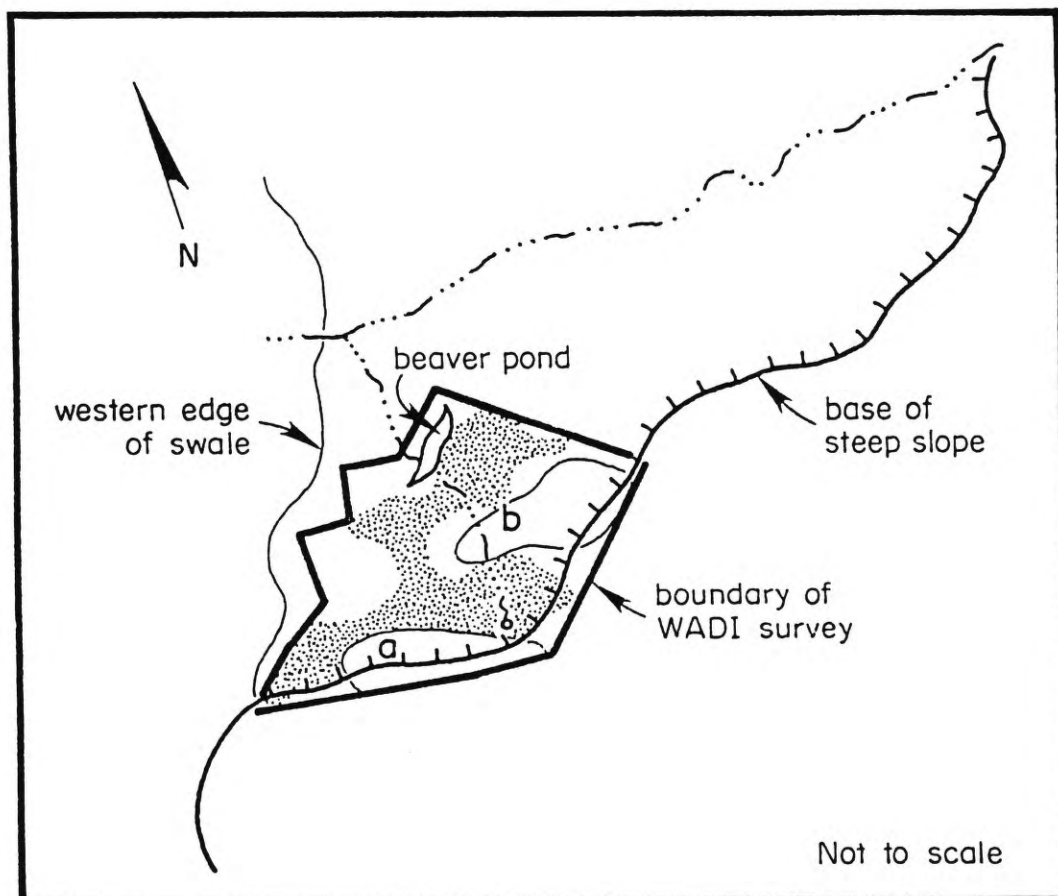 N
beaver pond
western edge
of swale
base of
steep slope
b
boundary of
WADI survey
a
Not to scale